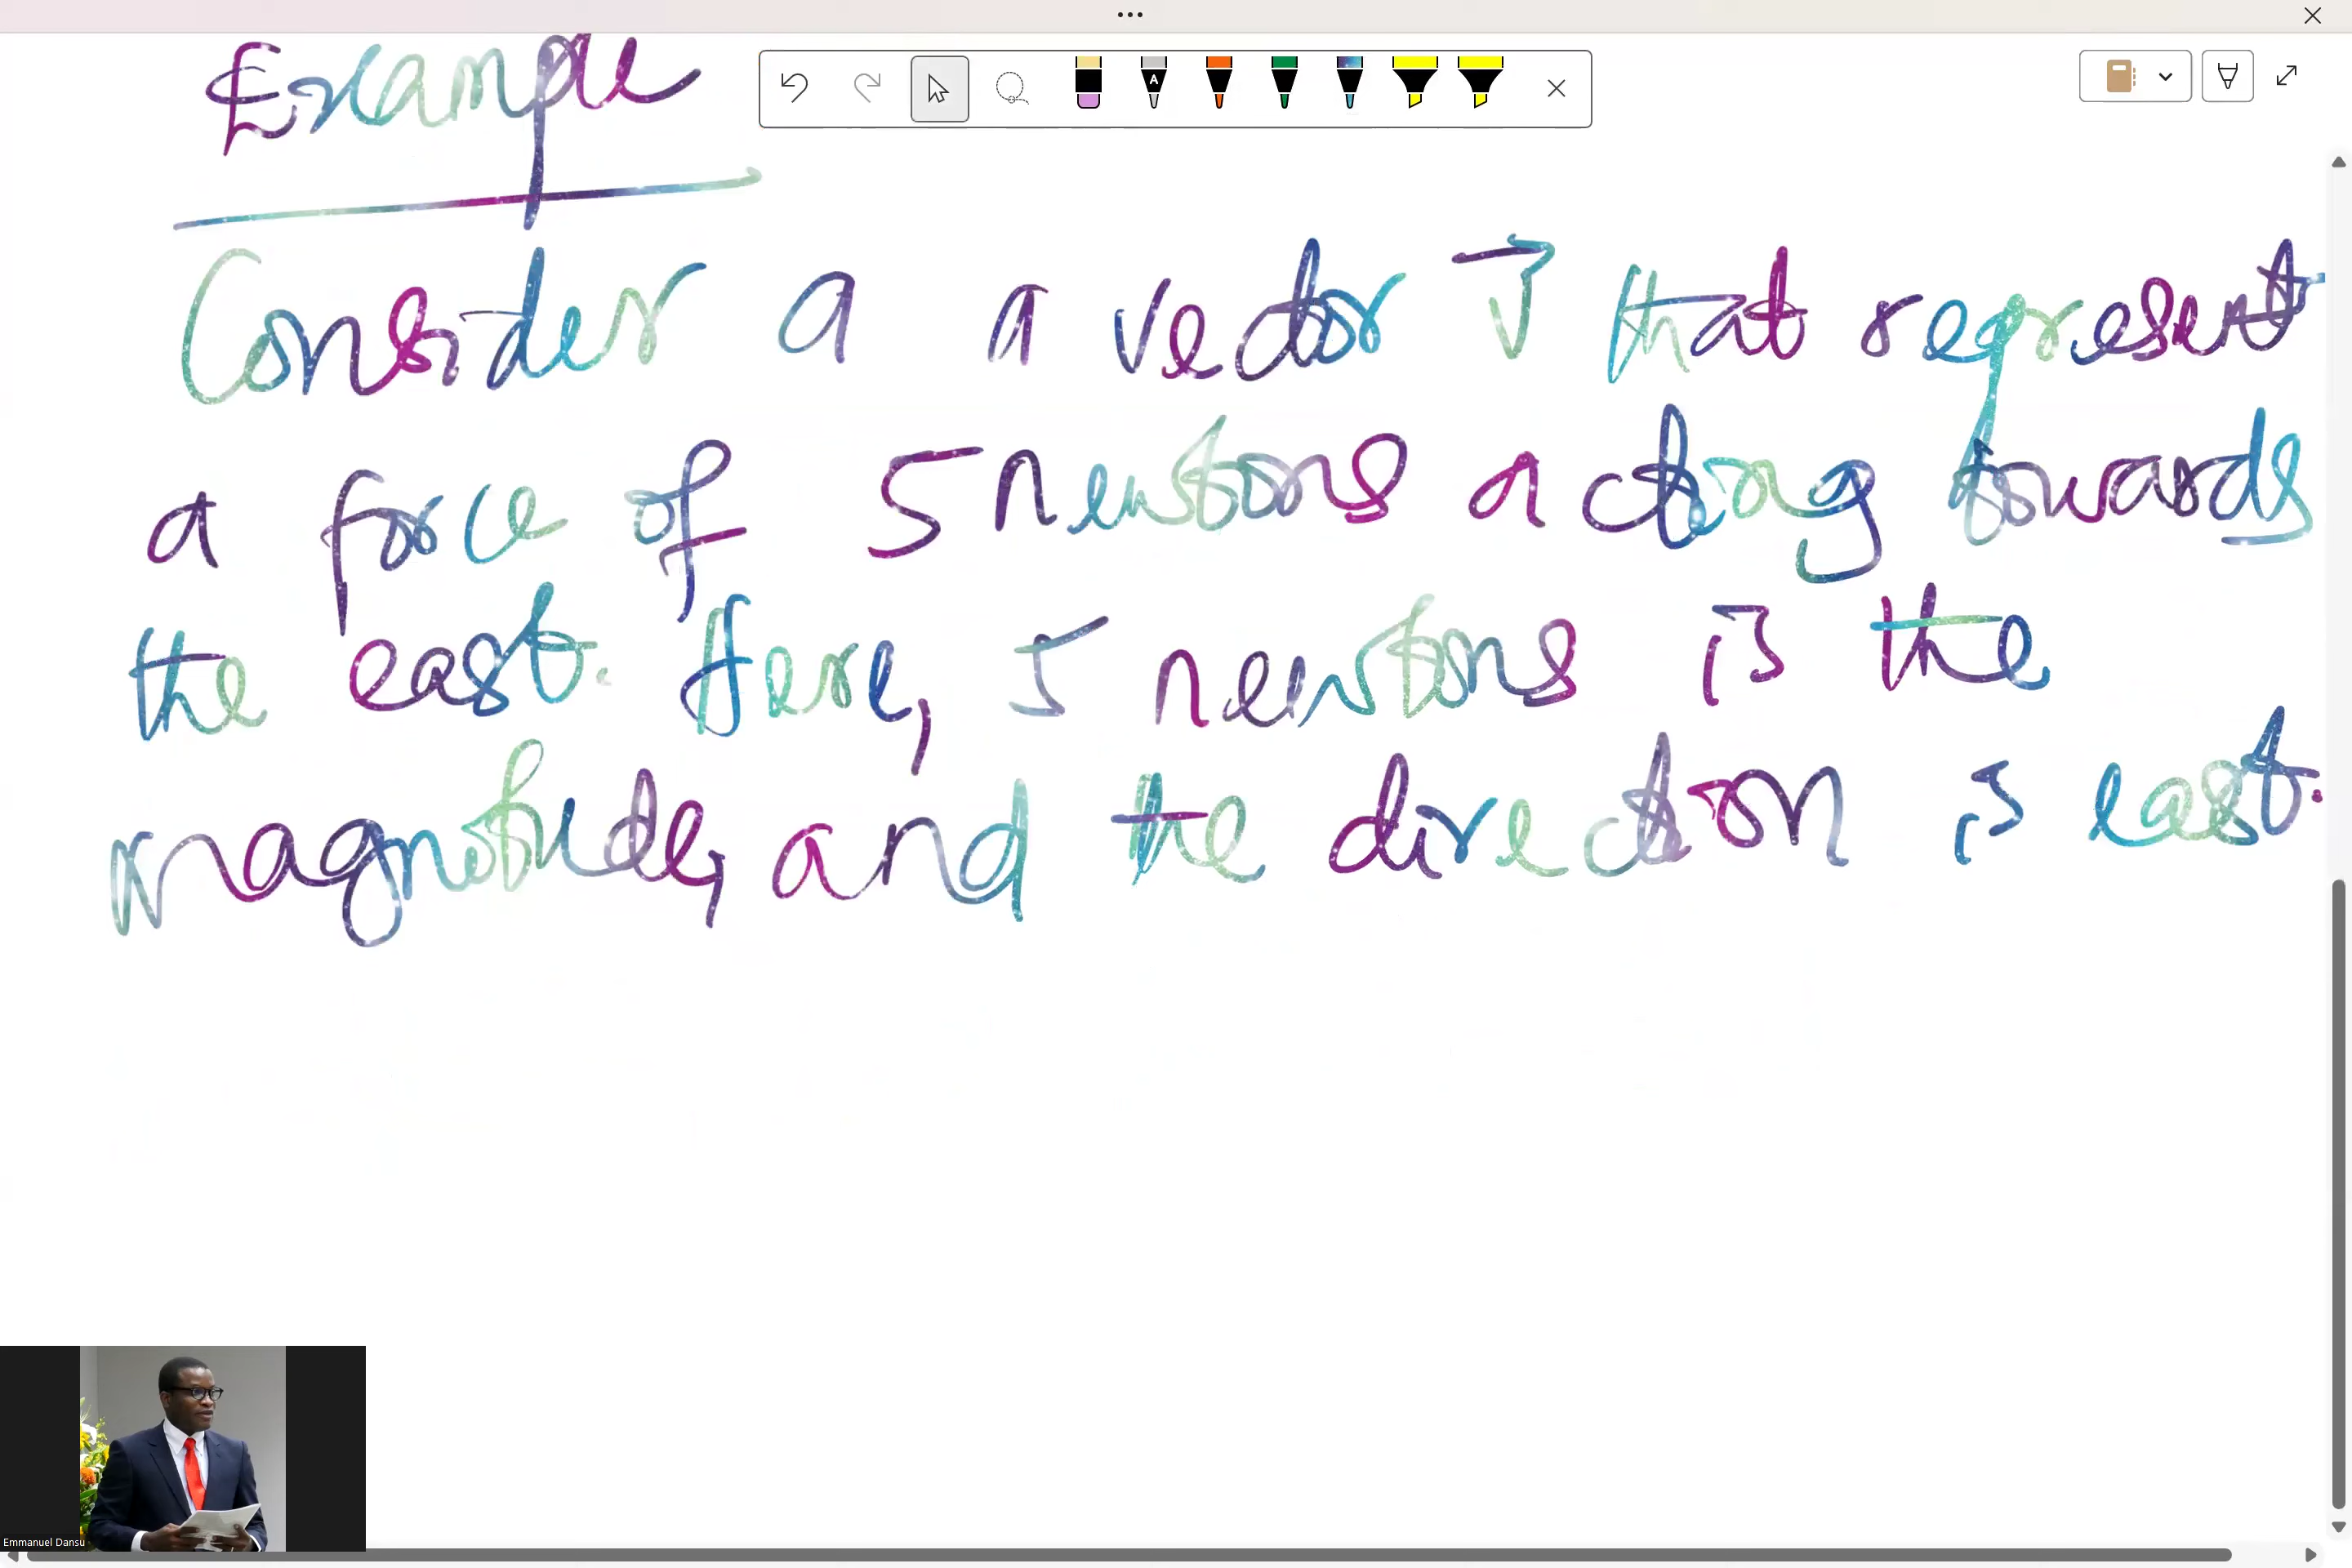 Example
Consider a a vector v⃗ that represent
a force of 5 newtons acting towards
the east. Here, 5 newtons is the
magnitude, and the direction is east.
A
Emmanuel Dansu